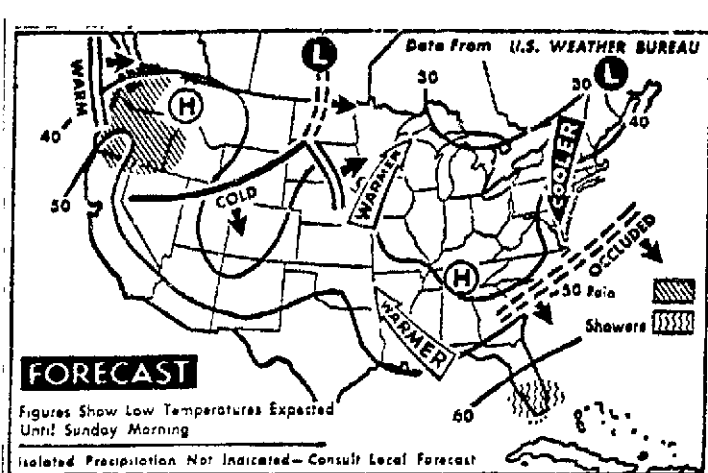 Data From U.S. WEATHER BUREAU
L
L
30
30
WARM
H
40
40
50
COLD
WARMER
COOLER
OCCLUDED
H
50
Rain
Showers
WARMER
60
FORECAST
Figures Show Low Temperatures Expected
Until Sunday Morning
Isolated Precipitation Not Indicated— Consult Local Forecast